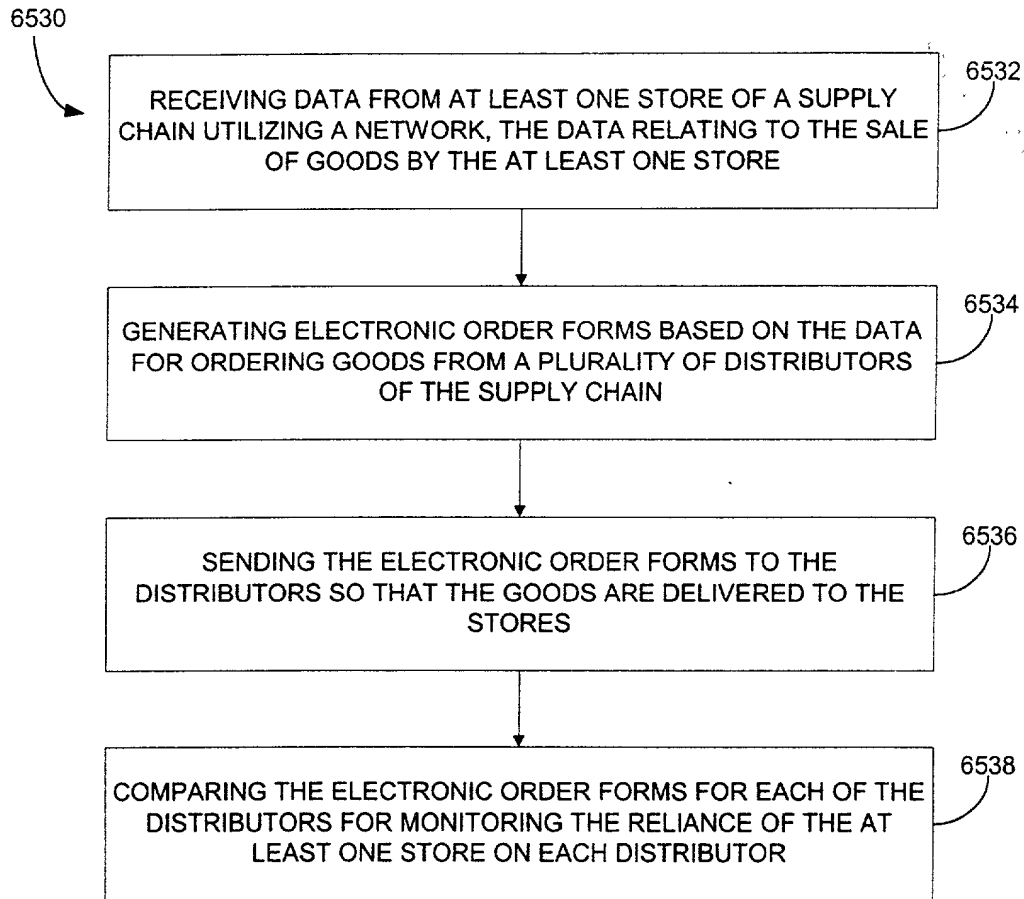 6530
6532
RECEIVING DATA FROM AT LEAST ONE STORE OF A SUPPLY
CHAIN UTILIZING A NETWORK, THE DATA RELATING TO THE SALE
OF GOODS BY THE AT LEAST ONE STORE
6534
GENERATING ELECTRONIC ORDER FORMS BASED ON THE DATA
FOR ORDERING GOODS FROM A PLURALITY OF DISTRIBUTORS
OF THE SUPPLY CHAIN
6536
SENDING THE ELECTRONIC ORDER FORMS TO THE
DISTRIBUTORS SO THAT THE GOODS ARE DELIVERED TO THE
STORES
6538
COMPARING THE ELECTRONIC ORDER FORMS FOR EACH OF THE
DISTRIBUTORS FOR MONITORING THE RELIANCE OF THE AT
LEAST ONE STORE ON EACH DISTRIBUTOR